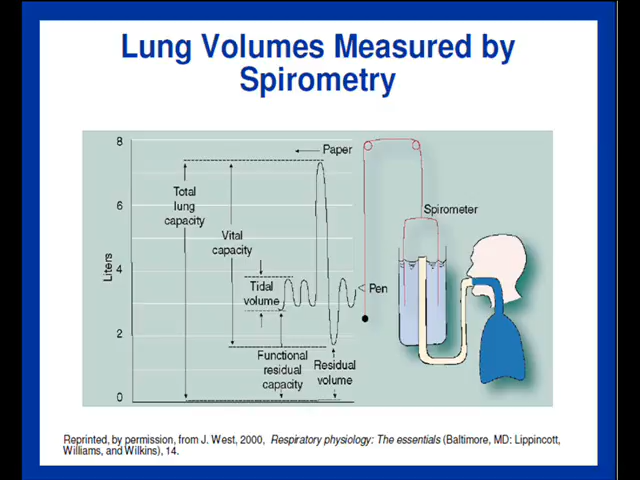 Lung Volumes Measured by
Spirometry
8
Paper
Total
lung
capacity
6
Spirometer
Vital
capacity
Liters
4
Tidal
volume
Pen
2
Functional
residual
capacity
Residual
volume
0
Reprinted, by permission, from J. West, 2000, Respiratory physiology: The essentials (Baltimore, MD: Lippincott,
Williams, and Wilkins), 14.